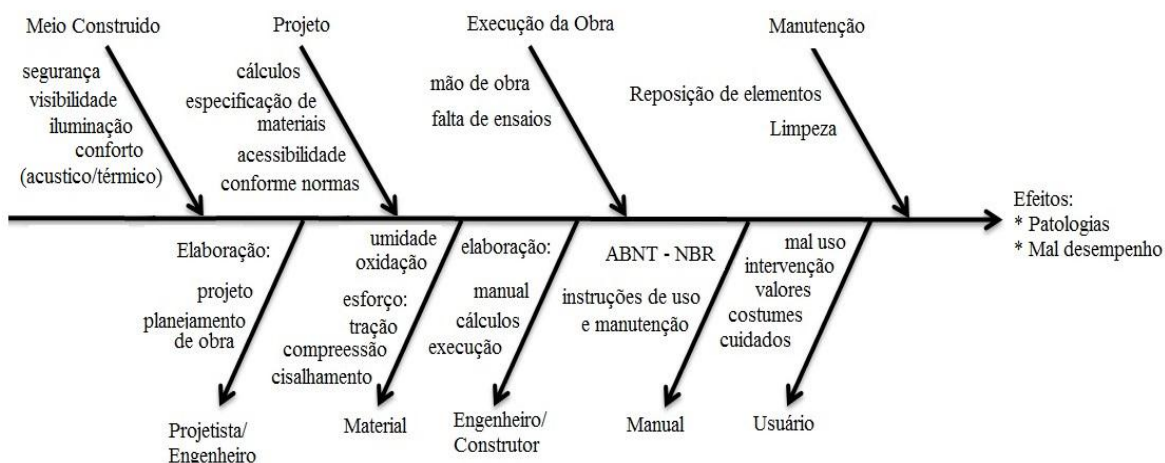 Meio Construido
segurança
visibilidade
iluminação
conforto
(acustico/térmico)
Projeto
cálculos
especificação de
materiais
acessibilidade
conforme normas
Execução da Obra
mão de obra
falta de ensaios
Manutenção
Reposição de elementos
Limpeza
Efeitos:
* Patologias
* Mal desempenho
Elaboração:
projeto
planejamento
de obra
Projetista/
Engenheiro
umidade
oxidação
esforço:
tração
compreessão
cisalhamento
Material
elaboração:
manual
cálculos
execução
Engenheiro/
Construtor
ABNT - NBR
instruções de uso
e manutenção
Manual
mal uso
intervenção
valores
costumes
cuidados
Usuário